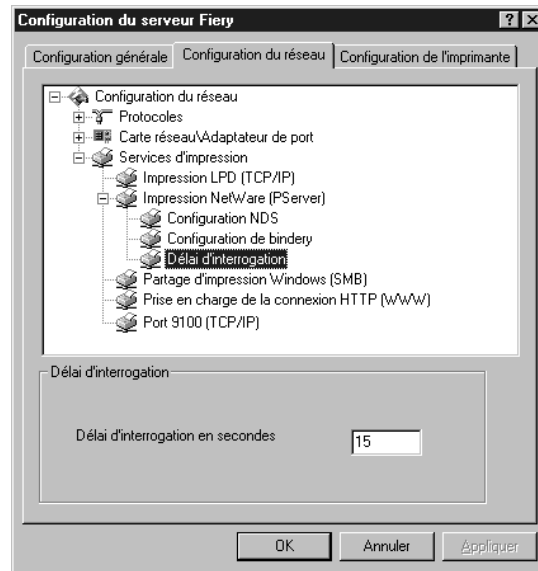 Configuration du serveur Fiery
Configuration générale Configuration du réseau Configuration de l'imprimante
Configuration du réseau
Protocoles
Carte réseau\Adaptateur de port
Services d'impression
Impression LPD (TCP/IP)
Impression NetWare (PServer)
Configuration NDS
Configuration de bindery
Délai d'interrogation
Partage d'impression Windows (SMB)
Prise en charge de la connexion HTTP (WWW)
Port 9100 (TCP/IP)
Délai d'interrogation
Délai d'interrogation en secondes 15
OK Annuler Appliquer